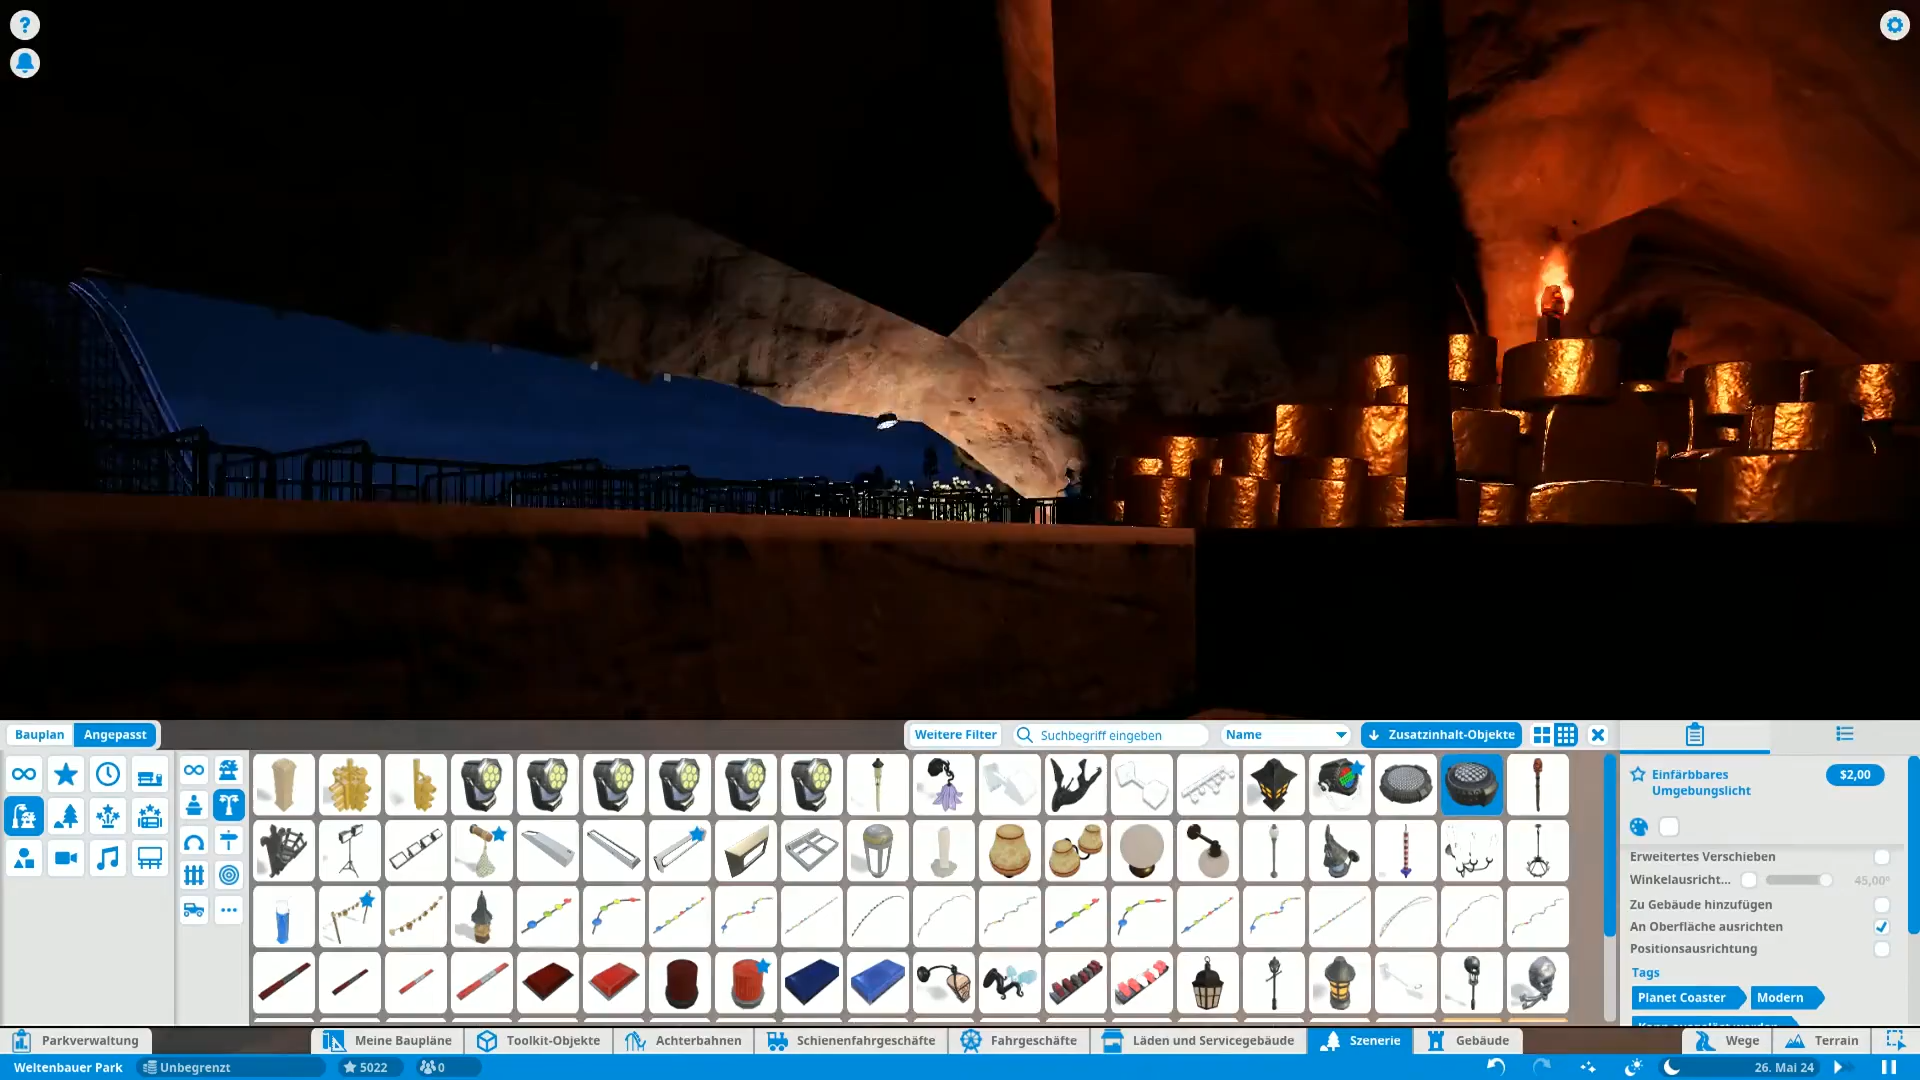 ?
Bauplan
Angepasst
Weitere Filter
Suchbegriff eingeben
Name
Zusatzinhalt-Objekte
Einfärbbares
Umgebungslicht
$2,00
Erweitertes Verschieben
Winkelausricht...
45,00°
Zu Gebäude hinzufügen
An Oberfläche ausrichten
Positionsausrichtung
Tags
Planet Coaster
Modern
Parkverwaltung
Meine Baupläne
Toolkit-Objekte
Achterbahnen
Schienenfahrgeschäfte
Fahrgeschäfte
Läden und Servicegebäude
Szenerie
Gebäude
Wege
Terrain
Weltenbauer Park
Unbegrenzt
5022
0
26. Mai 24